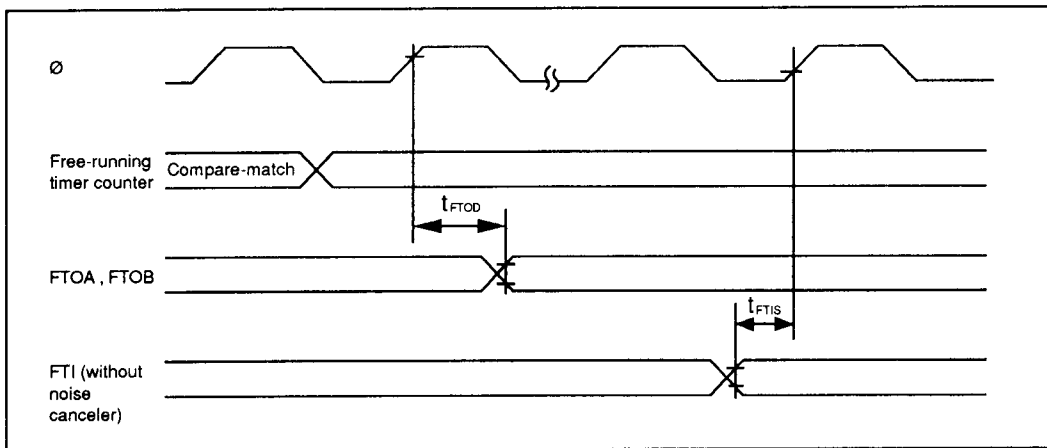 Ø
Free-running
timer counter
Compare-match
tFTOD
FTOA , FTOB
tFTIS
FTI (without
noise
canceler)